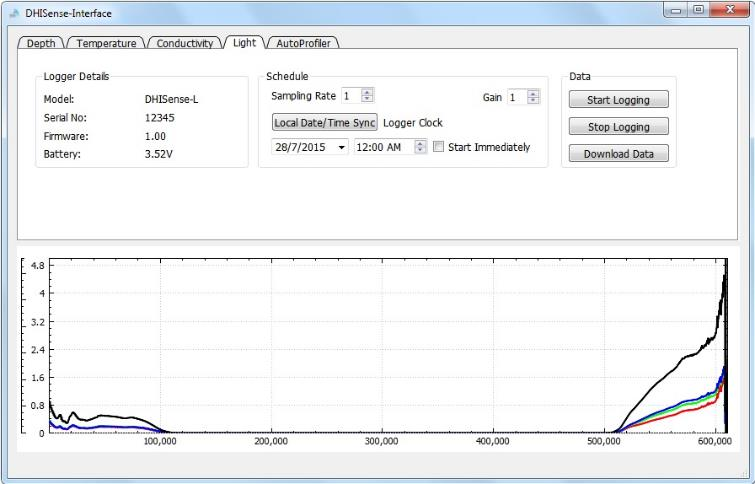 DHISense-Interface
Depth Temperature Conductivity Light AutoProfiler
Logger Details
Model: DHISense-L
Serial No: 12345
Firmware: 1.00
Battery: 3.52V
Schedule
Sampling Rate 1 Gain 1
Local Date/Time Sync Logger Clock
28/7/2015 12:00 AM Start Immediately
Data
Start Logging
Stop Logging
Download Data
4.8
4
3.2
2.4
1.6
0.8
0
100,000 200,000 300,000 400,000 500,000 600,000